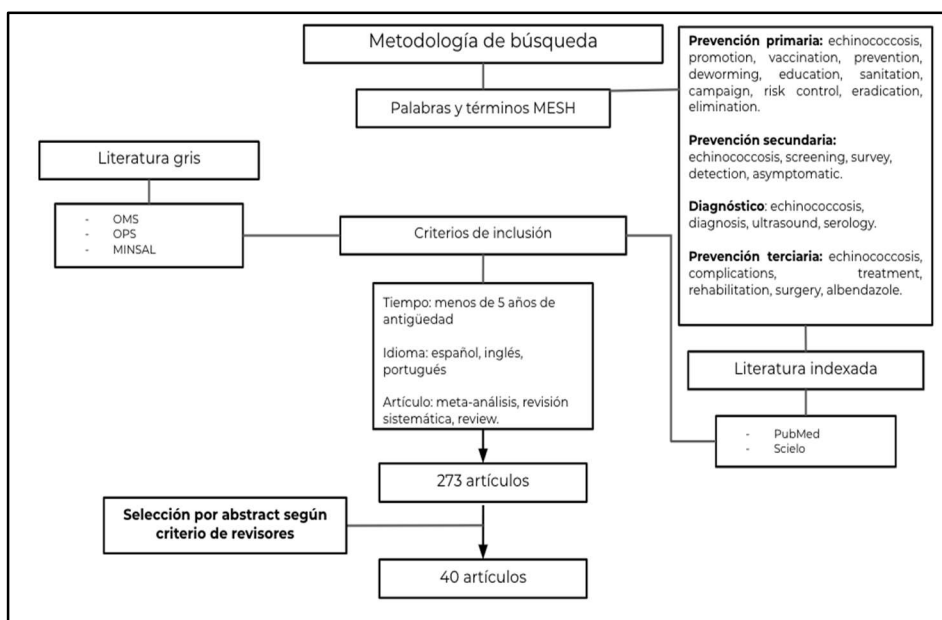 Metodología de búsqueda
Palabras y términos MESH
Prevención primaria: echinococcosis,
promotion, vaccination, prevention,
deworming, education, sanitation,
campaign, risk control, eradication,
elimination.
Prevención secundaria:
echinococcosis, screening, survey,
detection, asymptomatic.
Diagnóstico: echinococcosis,
diagnosis, ultrasound, serology.
Prevención terciaria: echinococcosis,
complications, treatment,
rehabilitation, surgery, albendazole.
Literatura gris
- OMS
- OPS
- MINSAL
Criterios de inclusión
Tiempo: menos de 5 años de
antigüedad
Idioma: español, inglés,
portugués
Artículo: meta-análisis, revisión
sistemática, review.
Literatura indexada
- PubMed
- Scielo
273 artículos
Selección por abstract según
criterio de revisores
40 artículos